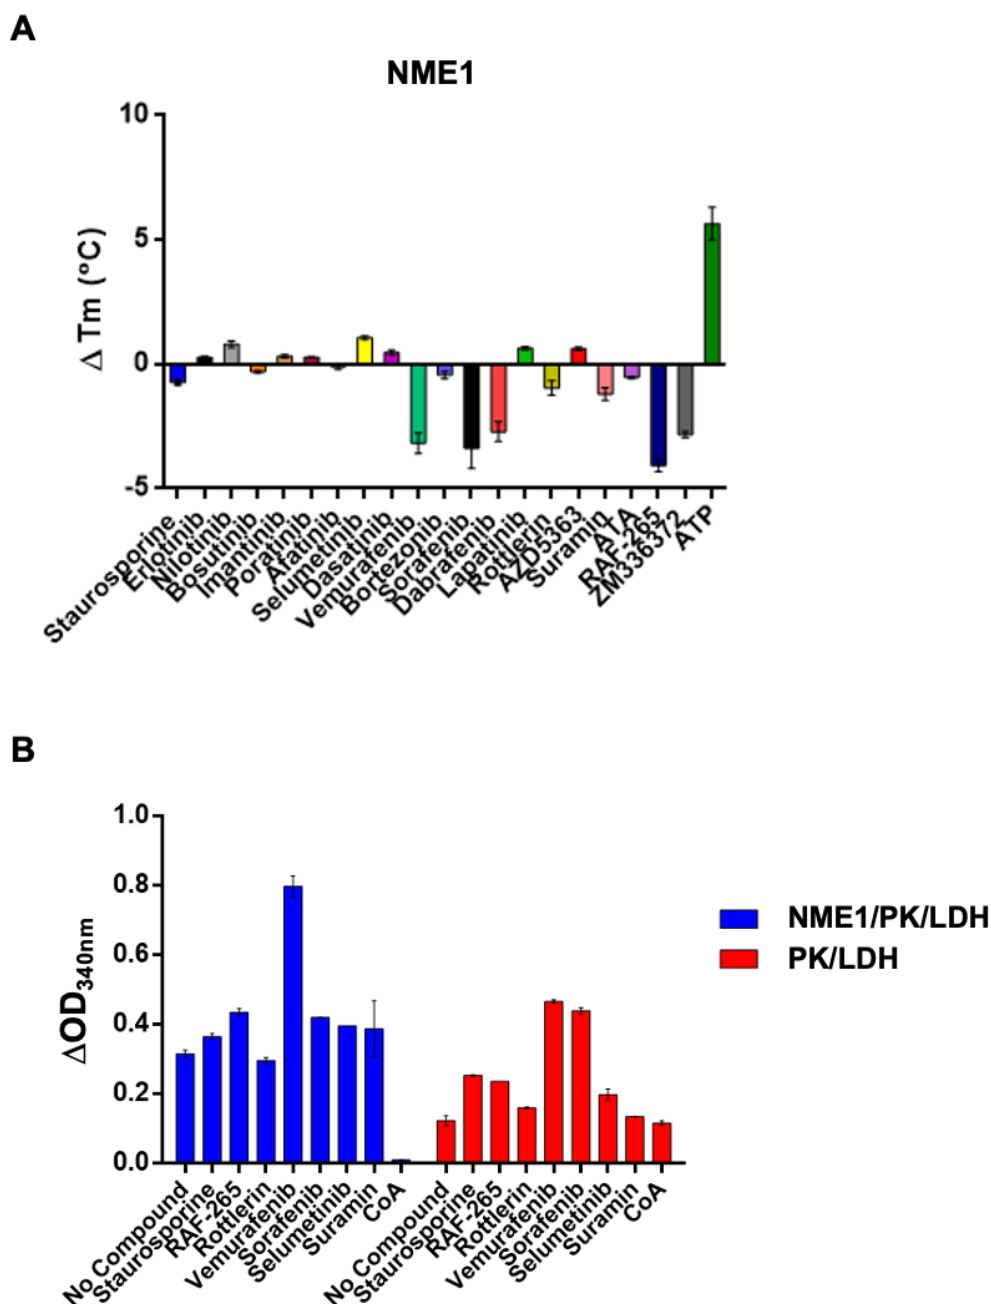 A
NME1
10
5
0
-5
Δ Tm (°C)
Staurosporine
Erlotinib
Nilotinib
Bosutinib
Imantinib
Poratinib
Afatinib
Selumetinib
Dasatinib
Vemurafenib
Bortezonib
Sorafenib
Dabrafenib
Lapatinib
Rottlerin
AZD5363
Suramin
ATA
RAF-265
ZM336372
ATP
B
1.0
0.8
0.6
0.4
0.2
0.0
ΔOD340nm
NME1/PK/LDH
PK/LDH
No Compound
Staurosporine
RAF-265
Rottlerin
Vemurafenib
Sorafenib
Selumetinib
Suramin
CoA
No Compound
Staurosporine
RAF-265
Rottlerin
Vemurafenib
Sorafenib
Selumetinib
Suramin
CoA